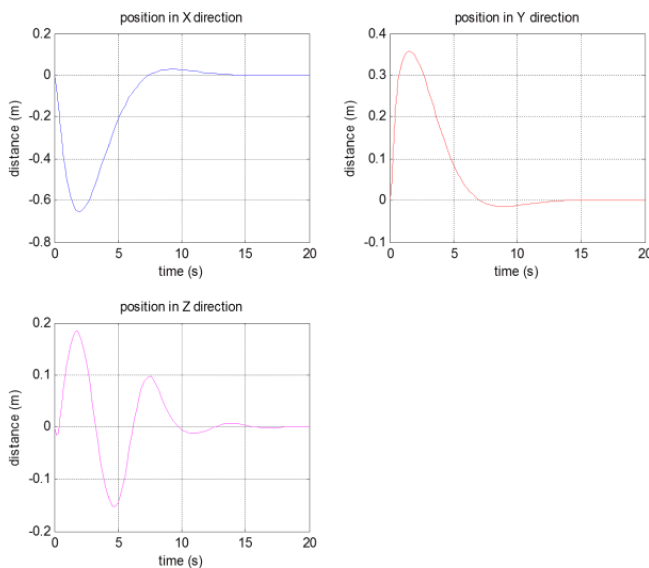 position in X direction
0.2
0
-0.2
-0.4
-0.6
-0.8
distance (m)
0 5 10 15 20
time (s)
position in Y direction
0.4
0.3
0.2
0.1
0
-0.1
distance (m)
0 5 10 15 20
time (s)
position in Z direction
0.2
0.1
0
-0.1
-0.2
distance (m)
0 5 10 15 20
time (s)